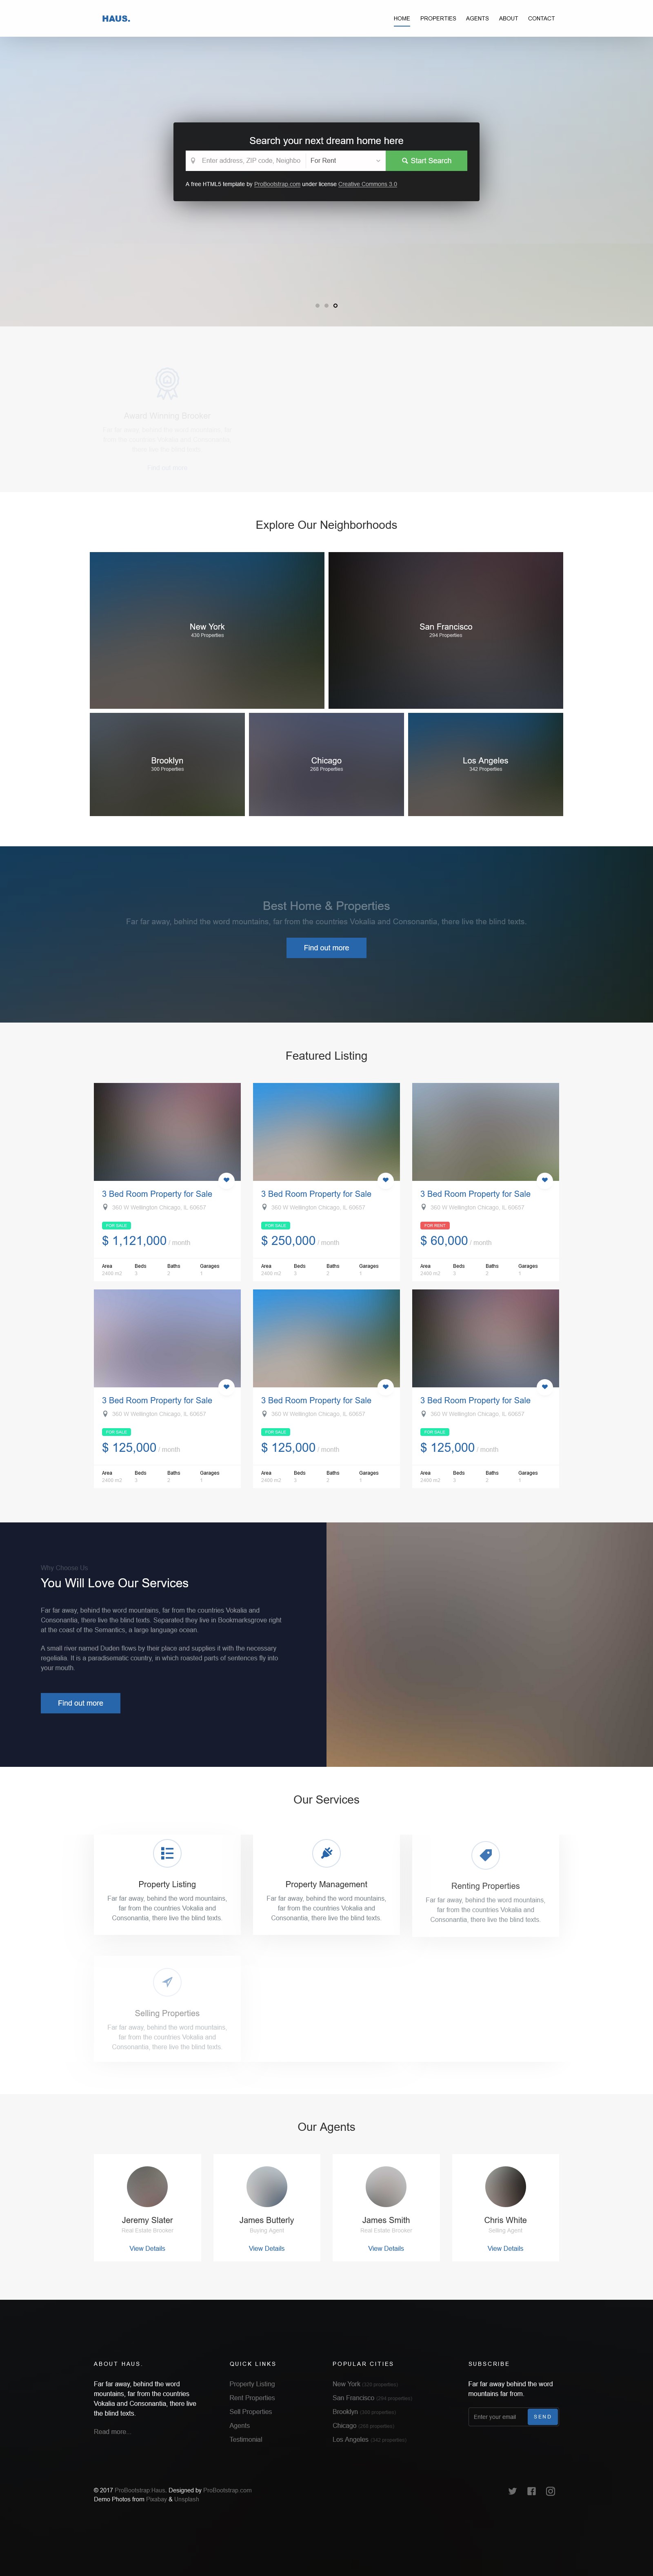 HAUS.
HOME PROPERTIES AGENTS ABOUT CONTACT
Search your next dream home here
Enter address, ZIP code, Neighbo
For Rent
Start Search
A free HTML5 template by ProBootstrap.com under license Creative Commons 3.0
Award Winning Brooker
Explore Our Neighborhoods
New York
430 Properties
San Francisco
294 Properties
Brooklyn
300 Properties
Chicago
268 Properties
Los Angeles
342 Properties
Best Home & Properties
Far far away, behind the word mountains, far from the countries Vokalia and Consonantia, there live the blind texts.
Find out more
Featured Listing
3 Bed Room Property for Sale
360 W Wellington Chicago, IL 60657
FOR SALE
$ 1,121,000 / month
Area Beds Baths Garages
2400 m2 3 2 1
3 Bed Room Property for Sale
360 W Wellington Chicago, IL 60657
FOR SALE
$ 250,000 / month
Area Beds Baths Garages
2400 m2 3 2 1
3 Bed Room Property for Sale
360 W Wellington Chicago, IL 60657
FOR RENT
$ 60,000 / month
Area Beds Baths Garages
2400 m2 3 2 1
3 Bed Room Property for Sale
360 W Wellington Chicago, IL 60657
FOR SALE
$ 125,000 / month
Area Beds Baths Garages
2400 m2 3 2 1
3 Bed Room Property for Sale
360 W Wellington Chicago, IL 60657
FOR SALE
$ 125,000 / month
Area Beds Baths Garages
2400 m2 3 2 1
3 Bed Room Property for Sale
360 W Wellington Chicago, IL 60657
FOR SALE
$ 125,000 / month
Area Beds Baths Garages
2400 m2 3 2 1
Why Choose Us
You Will Love Our Services
Far far away, behind the word mountains, far from the countries Vokalia and
Consonantia, there live the blind texts. Separated they live in Bookmarksgrove right
at the coast of the Semantics, a large language ocean.
A small river named Duden flows by their place and supplies it with the necessary
regelialia. It is a paradisematic country, in which roasted parts of sentences fly into
your mouth.
Find out more
Our Services
Property Listing
Far far away, behind the word mountains,
far from the countries Vokalia and
Consonantia, there live the blind texts.
Property Management
Far far away, behind the word mountains,
far from the countries Vokalia and
Consonantia, there live the blind texts.
Renting Properties
Far far away, behind the word mountains,
far from the countries Vokalia and
Consonantia, there live the blind texts.
Selling Properties
Far far away, behind the word mountains,
far from the countries Vokalia and
Consonantia, there live the blind texts.
Our Agents
Jeremy Slater
Real Estate Brooker
View Details
James Butterly
Buying Agent
View Details
James Smith
Real Estate Brooker
View Details
Chris White
Selling Agent
View Details
ABOUT HAUS.
Far far away, behind the word
mountains, far from the countries
Vokalia and Consonantia, there live
the blind texts.
Read more...
QUICK LINKS
Property Listing
Rent Properties
Sell Properties
Agents
Testimonial
POPULAR CITIES
New York (320 properties)
San Francisco (294 properties)
Brooklyn (300 properties)
Chicago (268 properties)
Los Angeles (342 properties)
SUBSCRIBE
Far far away behind the word
mountains far from.
Enter your email
SEND
© 2017 ProBootstrap:Haus. Designed by ProBootstrap.com
Demo Photos from Pixabay & Unsplash